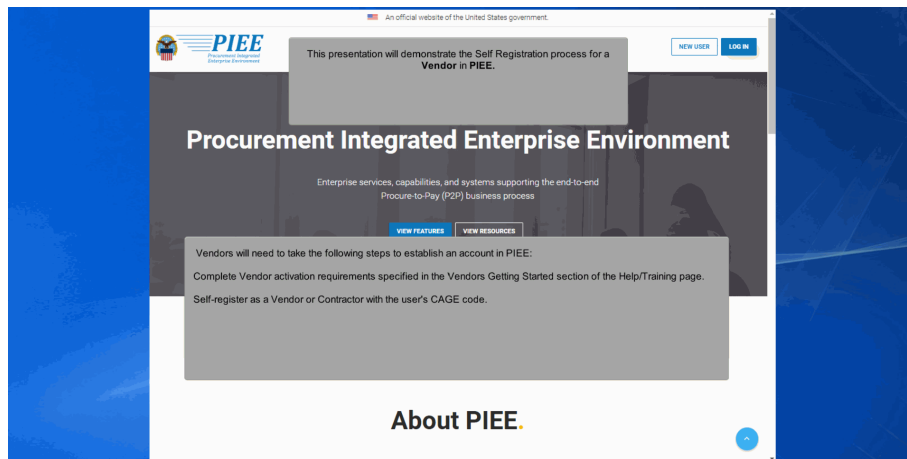 An official website of the United States government.
PIEE
Procurement Integrated
Enterprise Environment
This presentation will demonstrate the Self Registration process for a
Vendor in PIEE.
NEW USER
LOG IN
Procurement Integrated Enterprise Environment
Enterprise services, capabilities, and systems supporting the end-to-end
Procure-to-Pay (P2P) business process
VIEW FEATURES
VIEW RESOURCES
Vendors will need to take the following steps to establish an account in PIEE:
Complete Vendor activation requirements specified in the Vendors Getting Started section of the Help/Training page.
Self-register as a Vendor or Contractor with the user's CAGE code.
About PIEE.